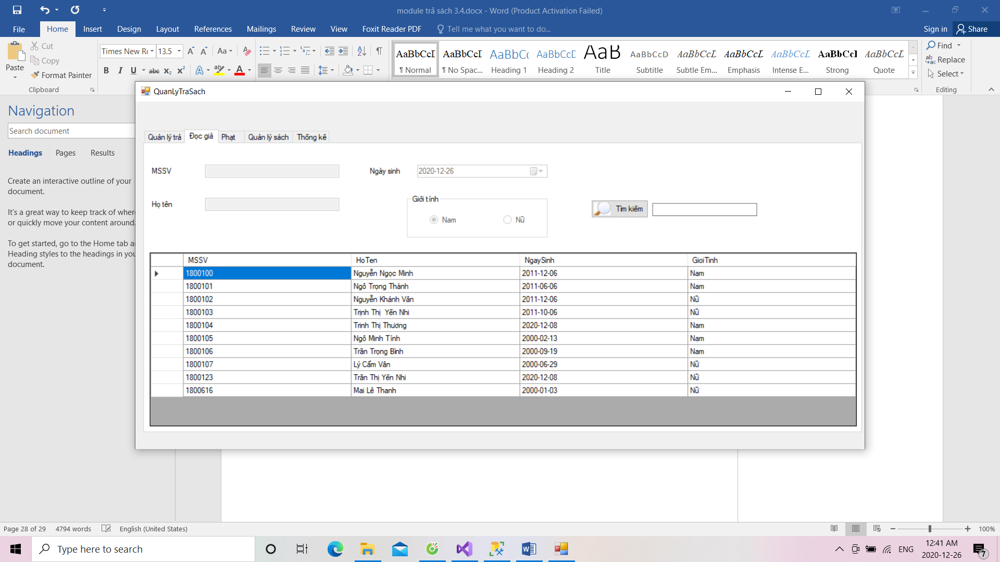 module trả sách 3.4.docx - Word (Product Activation Failed)
File Home Insert Design Layout References Mailings Review View Foxit Reader PDF Tell me what you want to do... Sign in Share
Paste
Cut
Copy
Format Painter
Clipboard
Times New Rc 13.5
AaBbCcI
¶ Normal
AaBbCcI
¶ No Spac...
AaBbC
Heading 1
AaBbCcD
Heading 2
AaB
Title
AaBbCcD
Subtitle
AaBbCcL
Subtle Em...
AaBbCcL
Emphasis
AaBbCcL
Intense E...
AaBbCcI
Strong
AaBbCcL
Quote
Find
Replace
Select
Editing
Navigation
Search document
Headings Pages Results
Create an interactive outline of your
document.
It's a great way to keep track of wher
or quickly move your content around.
To get started, go to the Home tab a
Heading styles to the headings in you
document.
QuanLyTraSach
Quản lý trả Đọc giả Phạt Quản lý sách Thống kê
MSSV
Ngày sinh 2020-12-26
Họ tên
Giới tính
Nam Nữ
Tìm kiếm
MSSV HoTen NgaySinh GioiTinh
1800100 Nguyễn Ngọc Minh 2011-12-06 Nam
1800101 Ngô Trọng Thành 2011-06-06 Nam
1800102 Nguyễn Khánh Vân 2011-12-06 Nữ
1800103 Trịnh Thị  Yến Nhi 2011-10-06 Nữ
1800104 Trinh Thị Thương 2020-12-08 Nam
1800105 Ngô Minh Tính 2000-02-13 Nam
1800106 Trần Trọng Bình 2000-09-19 Nam
1800107 Lý Cẩm Vân 2000-06-29 Nữ
1800123 Trần Thị Yến Nhi 2020-12-08 Nữ
1800616 Mai Lê Thanh 2000-01-03 Nữ
Page 28 of 29 4794 words English (United States) 100%
Type here to search
ENG
12:41 AM
2020-12-26
7